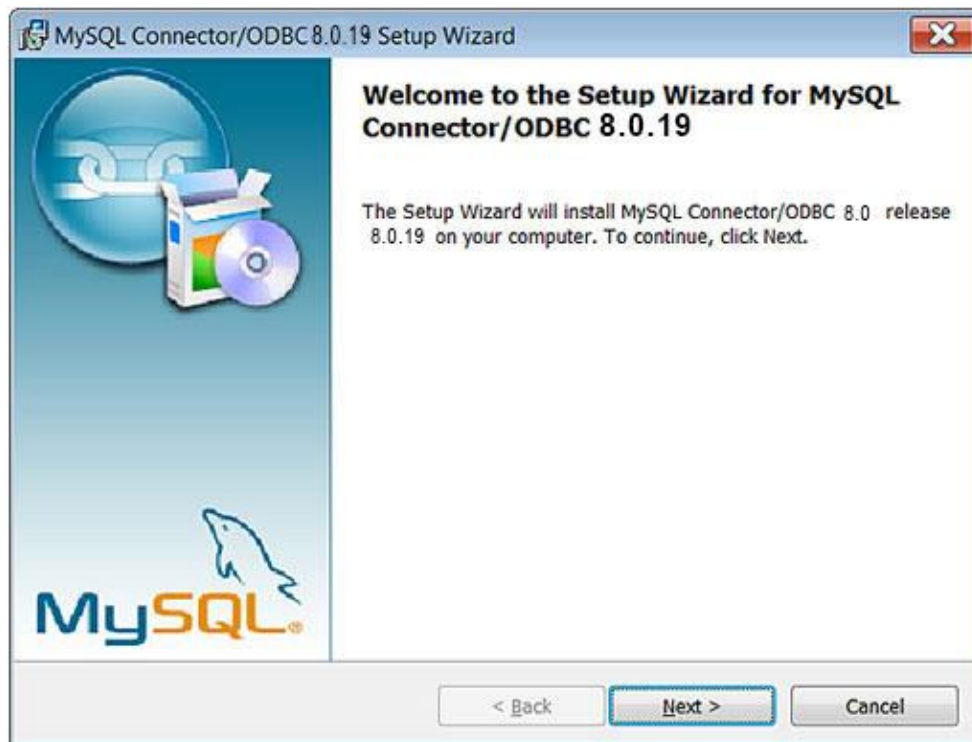 MySQL Connector/ODBC 8.0.19 Setup Wizard
Welcome to the Setup Wizard for MySQL
Connector/ODBC 8.0.19
The Setup Wizard will install MySQL Connector/ODBC 8.0 release
8.0.19 on your computer. To continue, click Next.
MySQL®
< Back
Next >
Cancel